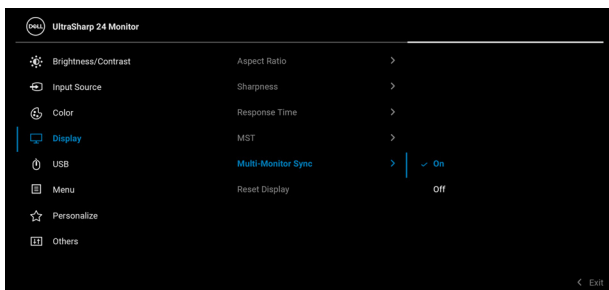 DELL UltraSharp 24 Monitor
Brightness/Contrast
Aspect Ratio
Input Source
Sharpness
Color
Response Time
Display
MST
USB
Multi-Monitor Sync
On
Menu
Reset Display
Off
Personalize
Others
Exit